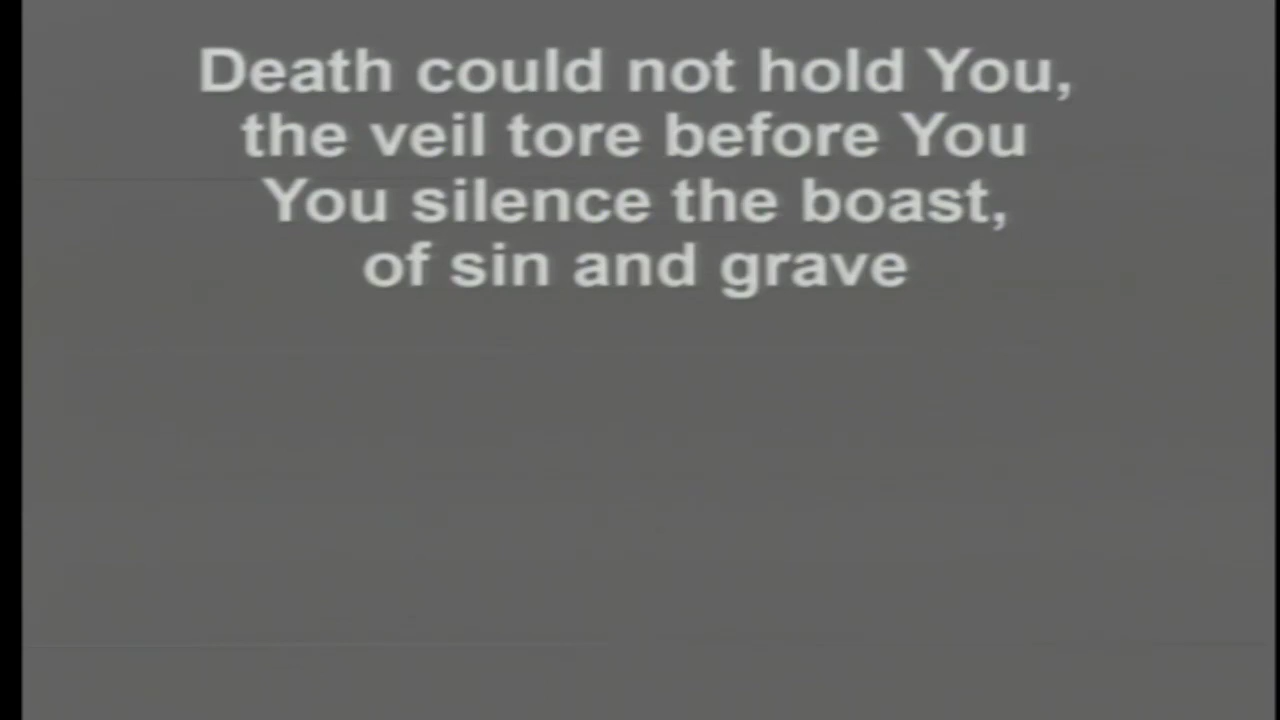 Death could not hold You,
the veil tore before You
You silence the boast,
of sin and grave